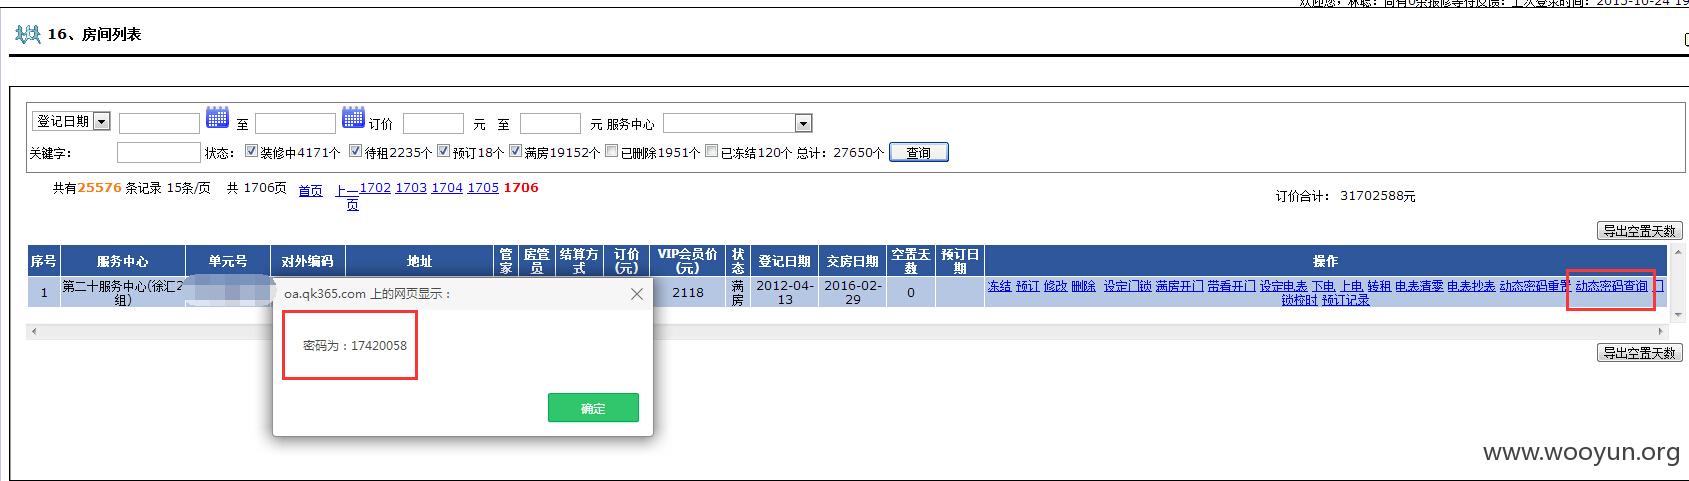 欢迎您，林聪！尚有0条报修等待反馈！上次登录时间：2015-10-24 19
16、房间列表
登记日期 至 订价 元 至 元 服务中心
关键字： 状态： 装修中4171个 待租2235个 预订18个 满房19152个 已删除1951个 已冻结120个 总计：27650个 查询
共有25576 条记录 15条/页 共 1706页 首页 上一页 1702 1703 1704 1705 1706
订价合计： 31702588元
导出空置天数
序号 服务中心 单元号 对外编码 地址 管家 房管员 结算方式 订价(元) VIP会员价(元) 状态 登记日期 交房日期 空置天数 预订日期 操作
1 第二十服务中心(徐汇2组) 2118 满房 2012-04-13 2016-02-29 0 冻结 预订 修改 删除 设定门锁 满房开门 带看开门 设定电表 下电 上电 转租 电表清零 电表抄表 动态密码重置 动态密码查询 门锁校时 预订记录
oa.qk365.com 上的网页显示：
密码为：17420058
确定
导出空置天数
www.wooyun.org